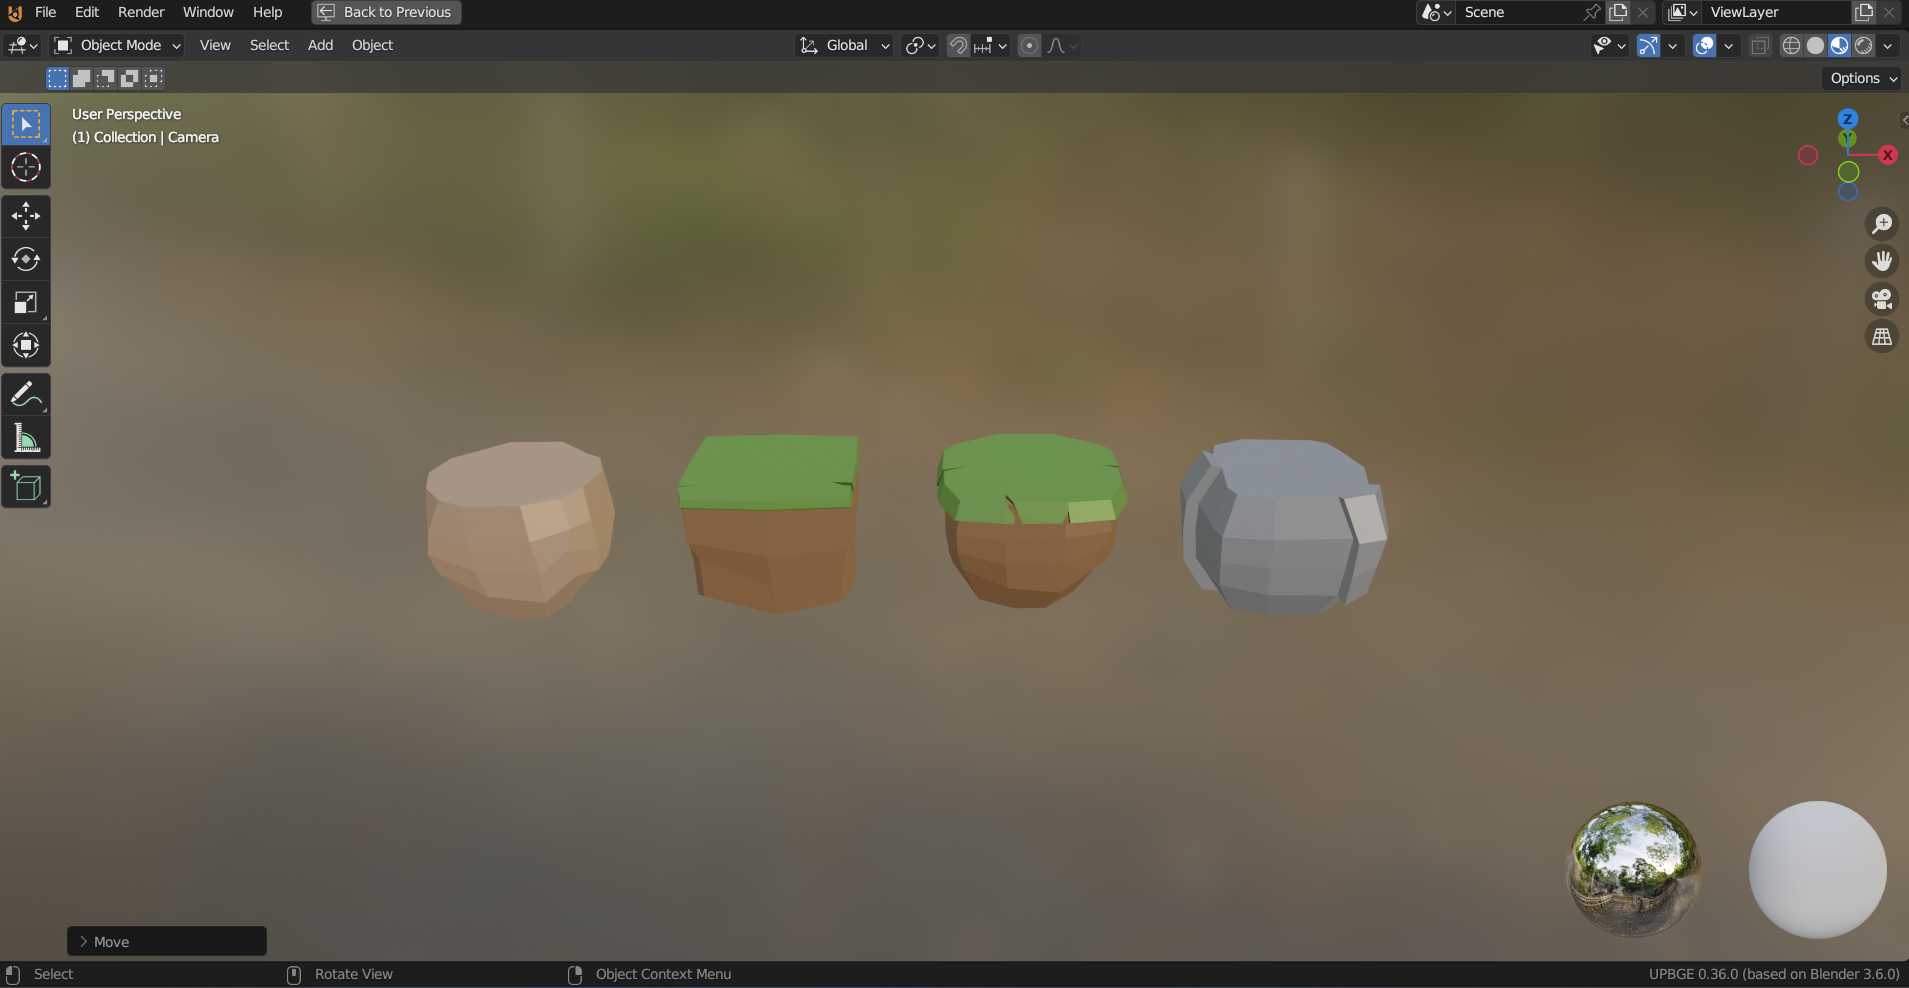 File Edit Render Window Help Back to Previous Scene ViewLayer
Object Mode View Select Add Object Global
Options
User Perspective
(1) Collection | Camera
Z
Y
X
Move
Select Rotate View Object Context Menu UPBGE 0.36.0 (based on Blender 3.6.0)